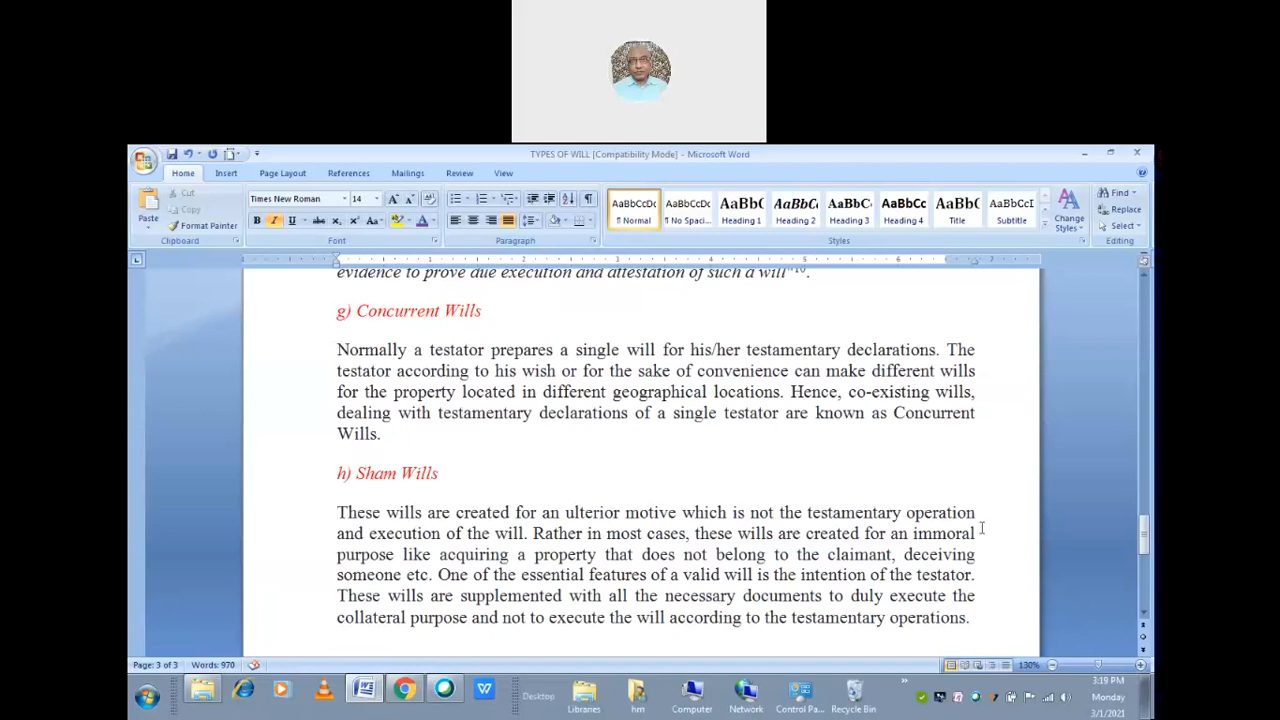 TYPES OF WILL [Compatibility Mode] - Microsoft Word
Home Insert Page Layout References Mailings Review View
Cut
Copy
Format Painter
Paste
Times New Roman 14
AaBbCcDc AaBbCcDc AaBbC AaBbCc AaBbC AaBbCc AaBbC AaBbCcI
¶ Normal ¶ No Spaci... Heading 1 Heading 2 Heading 3 Heading 4 Title Subtitle
Change Styles
Find
Replace
Select
Clipboard Font Paragraph Styles Editing
evidence to prove due execution and attestation of such a will"10.
g) Concurrent Wills
Normally a testator prepares a single will for his/her testamentary declarations. The
testator according to his wish or for the sake of convenience can make different wills
for the property located in different geographical locations. Hence, co-existing wills,
dealing with testamentary declarations of a single testator are known as Concurrent
Wills.
h) Sham Wills
These wills are created for an ulterior motive which is not the testamentary operation
and execution of the will. Rather in most cases, these wills are created for an immoral
purpose like acquiring a property that does not belong to the claimant, deceiving
someone etc. One of the essential features of a valid will is the intention of the testator.
These wills are supplemented with all the necessary documents to duly execute the
collateral purpose and not to execute the will according to the testamentary operations.
Page: 3 of 3 Words: 970 130%
Desktop Libraries hm Computer Network Control Pa... Recycle Bin
3:19 PM
Monday
3/1/2021